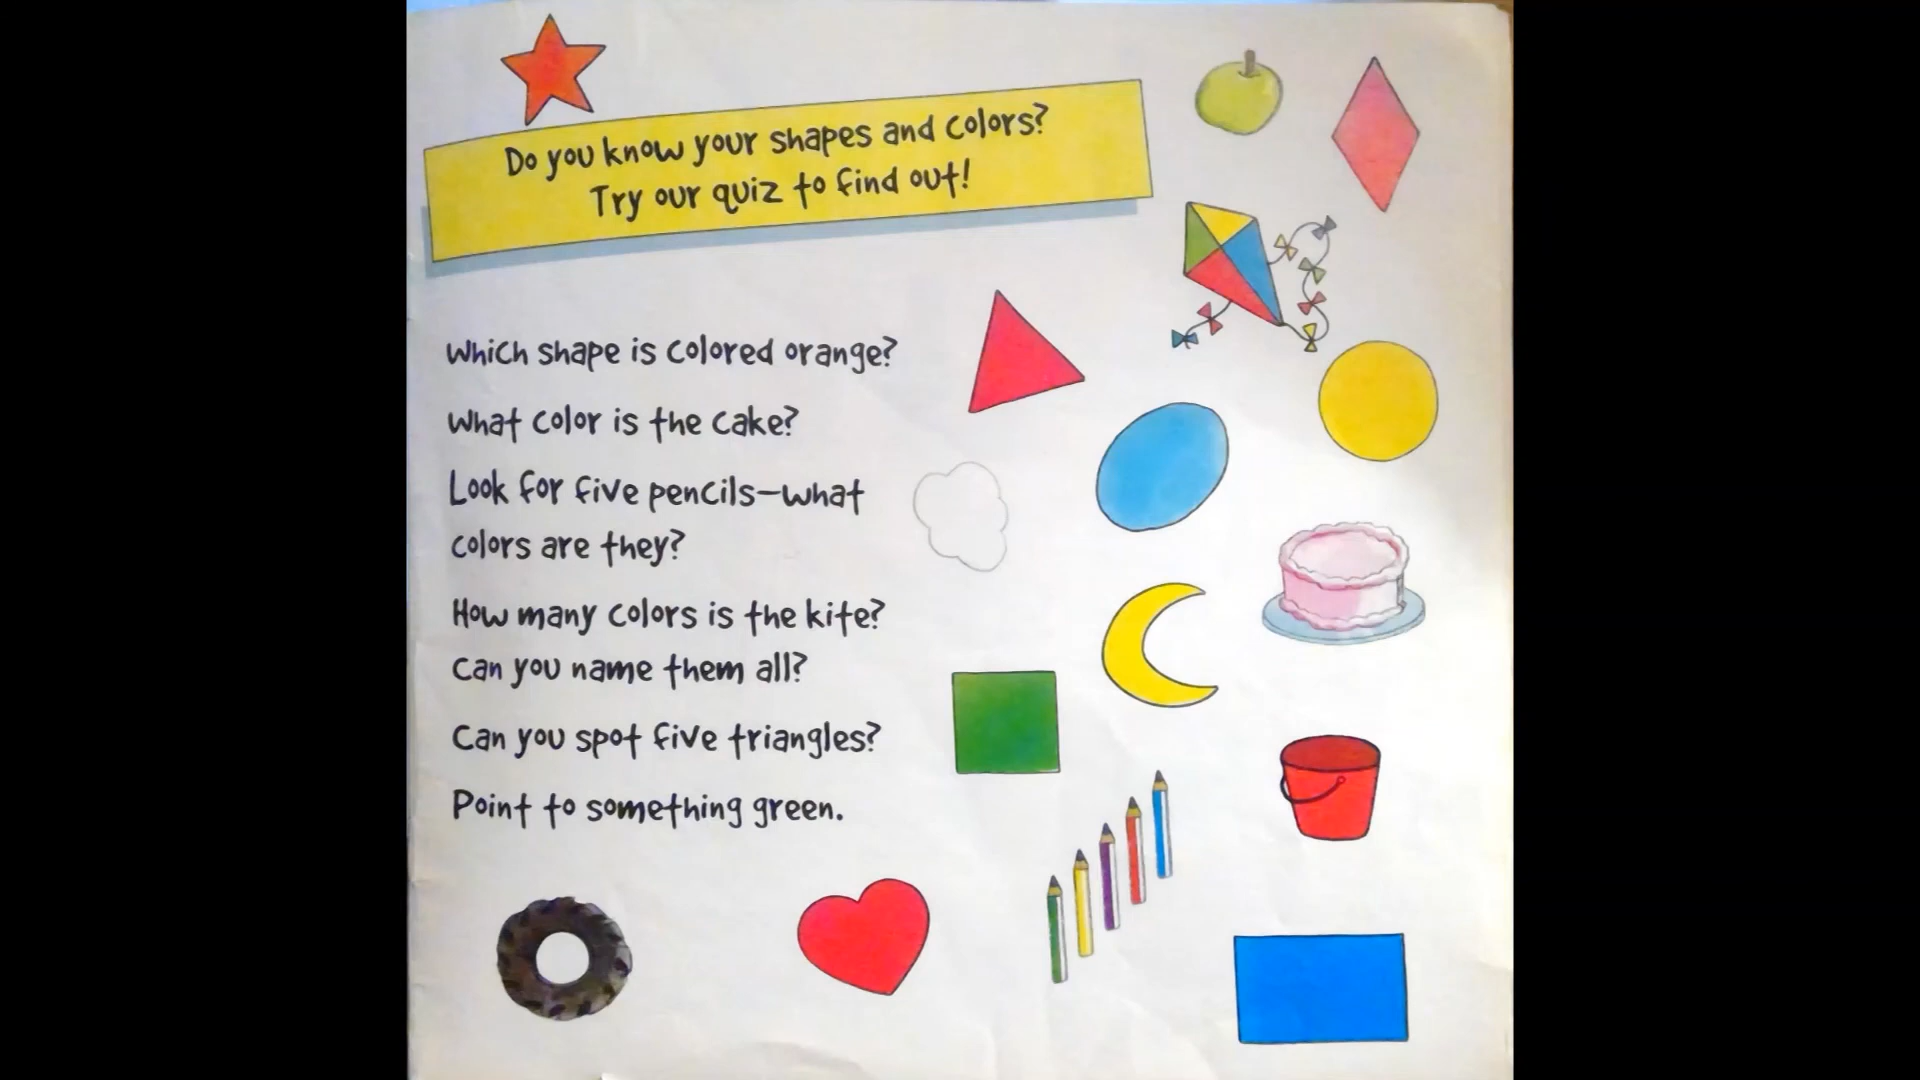 Do you know your shapes and colors?
Try our quiz to find out!
Which shape is colored orange?
What color is the cake?
Look for five pencils—what
colors are they?
How many colors is the kite?
Can you name them all?
Can you spot five triangles?
Point to something green.